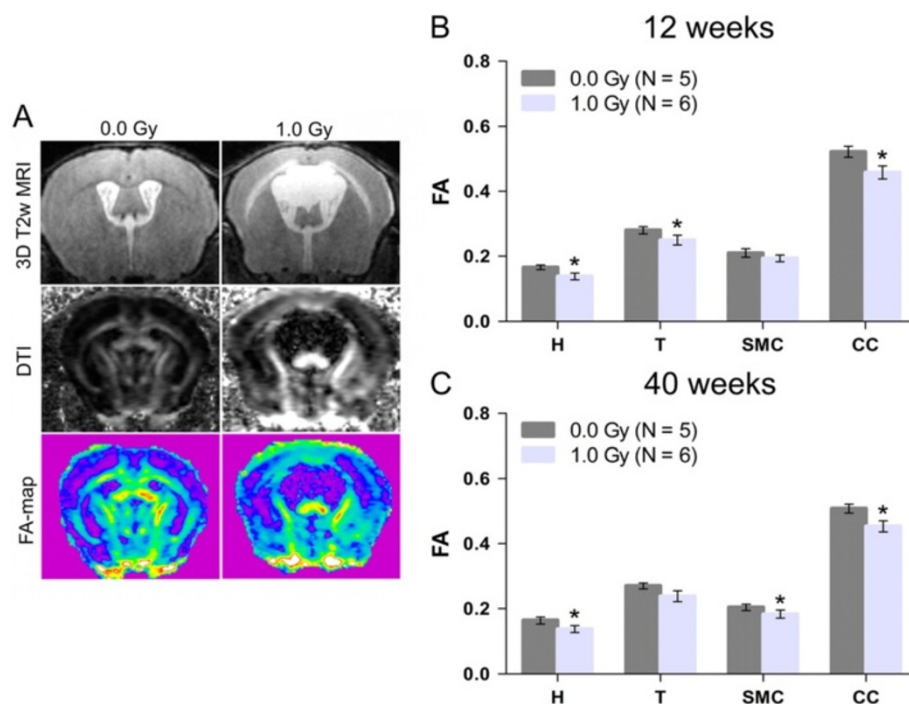 A
0.0 Gy
1.0 Gy
3D T2w MRI
DTI
FA-map
B
12 weeks
0.8
0.6
0.4
0.2
0.0
FA
0.0 Gy (N = 5)
1.0 Gy (N = 6)
*
*
*
H
T
SMC
CC
C
40 weeks
0.8
0.6
0.4
0.2
0.0
FA
0.0 Gy (N = 5)
1.0 Gy (N = 6)
*
*
*
H
T
SMC
CC